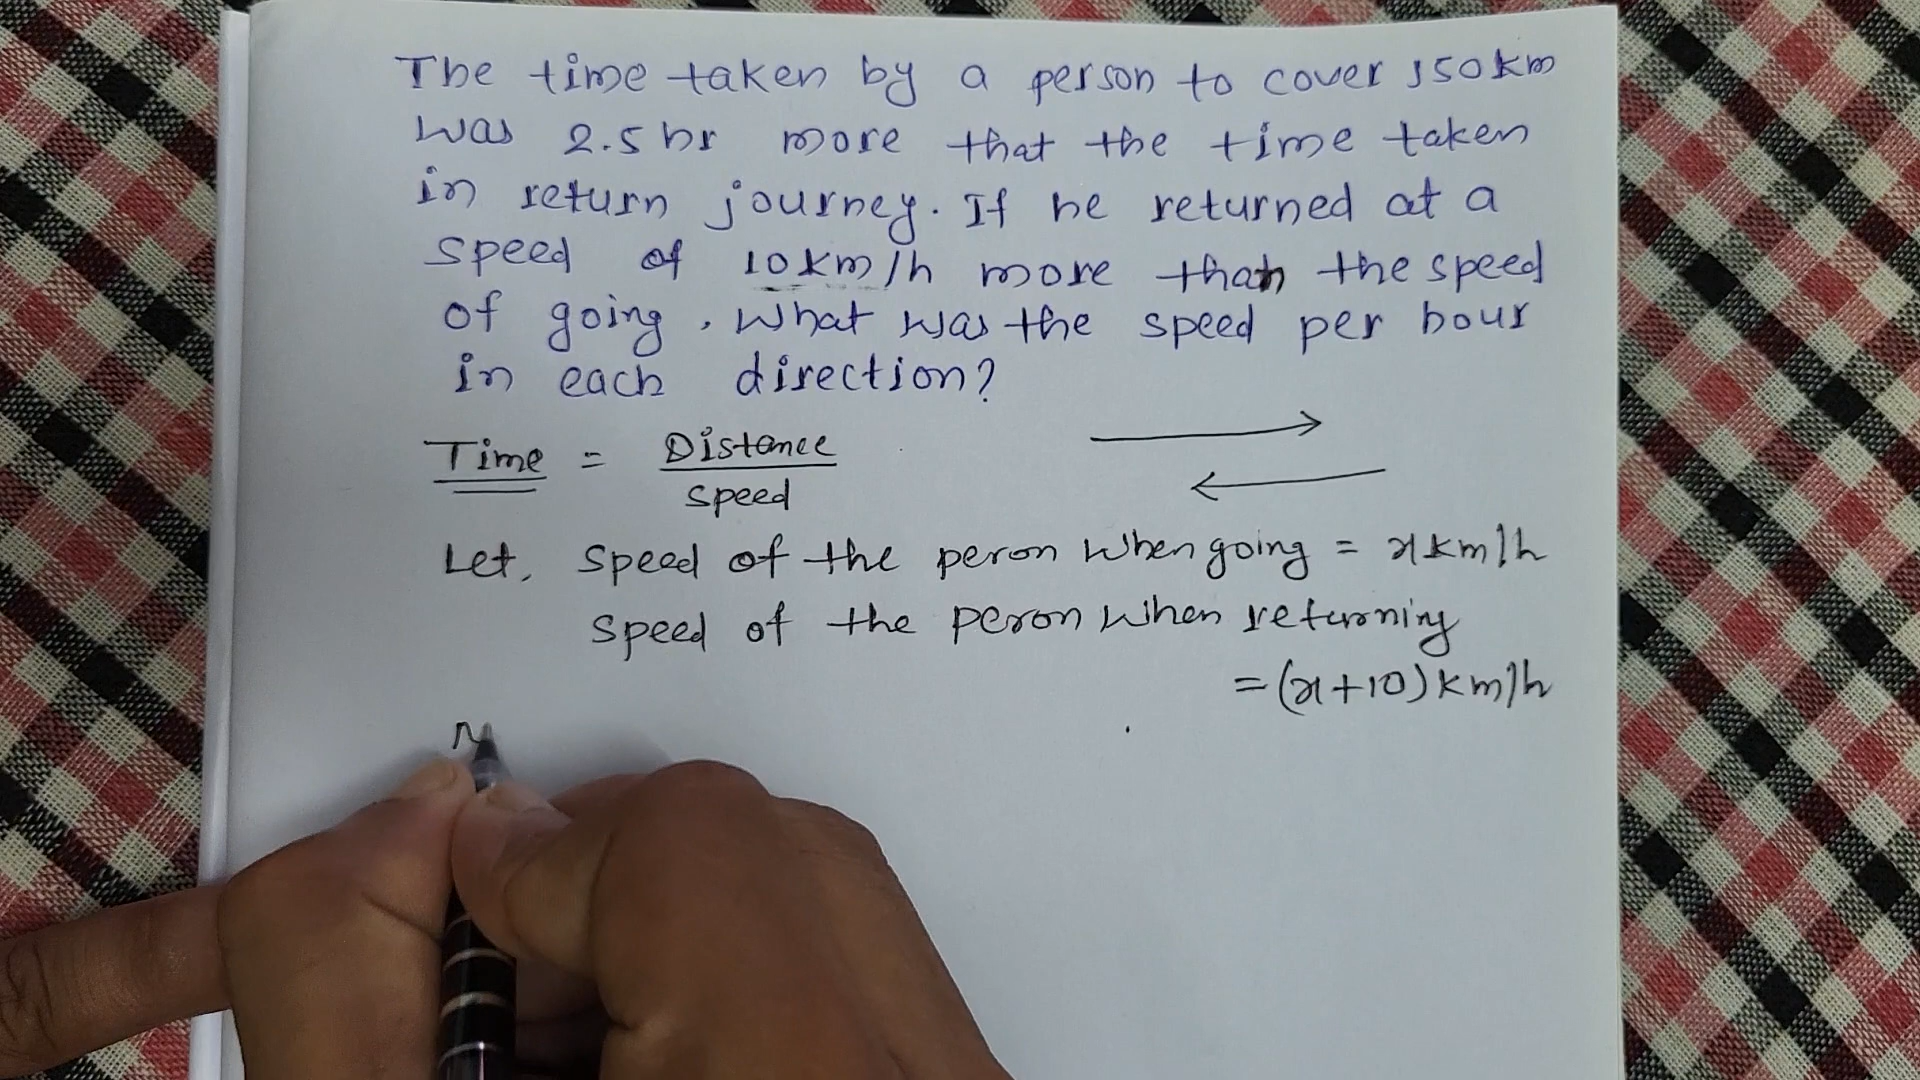 The time taken by a person to cover 150km
was 2.5 hr more that the time taken
in return journey. If he returned at a
speed of 10km/h more than the speed
of going, What was the speed per hour
in each direction?
Time = Distance
speed
Let, Speed of the peron when going = x km/h
Speed of the peron when returning
= (x+10) km/h